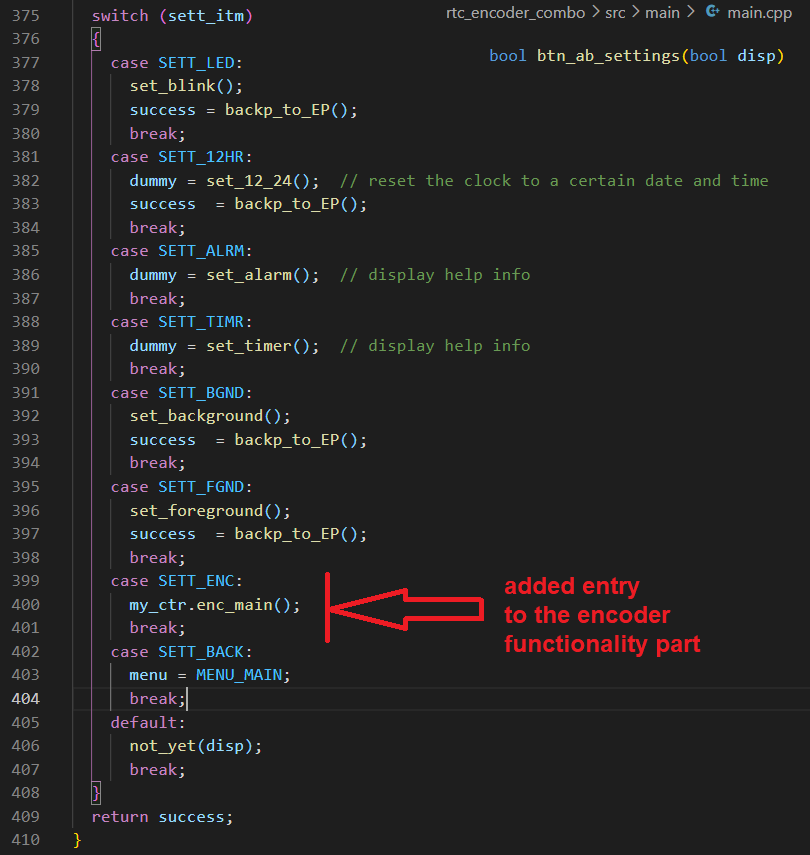 rtc_encoder_combo > src > main > main.cpp
bool btn_ab_settings(bool disp)
375 switch (sett_itm)
376 {
377 case SETT_LED:
378 set_blink();
379 success = backp_to_EP();
380 break;
381 case SETT_12HR:
382 dummy = set_12_24();  // reset the clock to a certain date and time
383 success  = backp_to_EP();
384 break;
385 case SETT_ALRM:
386 dummy = set_alarm();  // display help info
387 break;
388 case SETT_TIMR:
389 dummy = set_timer();  // display help info
390 break;
391 case SETT_BGND:
392 set_background();
393 success  = backp_to_EP();
394 break;
395 case SETT_FGND:
396 set_foreground();
397 success  = backp_to_EP();
398 break;
399 case SETT_ENC:
400 my_ctr.enc_main();
401 break;
402 case SETT_BACK:
403 menu = MENU_MAIN;
404 break;
405 default:
406 not_yet(disp);
407 break;
408 }
409 return success;
410 }
added entry
to the encoder
functionality part